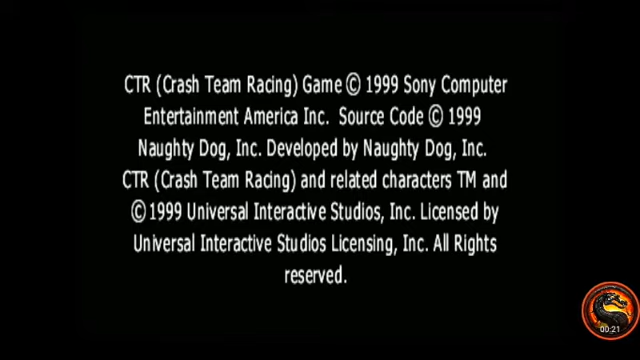 CTR (Crash Team Racing) Game © 1999 Sony Computer
Entertainment America Inc.  Source Code © 1999
Naughty Dog, Inc. Developed by Naughty Dog, Inc.
CTR (Crash Team Racing) and related characters TM and
©1999 Universal Interactive Studios, Inc. Licensed by
Universal Interactive Studios Licensing, Inc. All Rights
reserved.
00:21